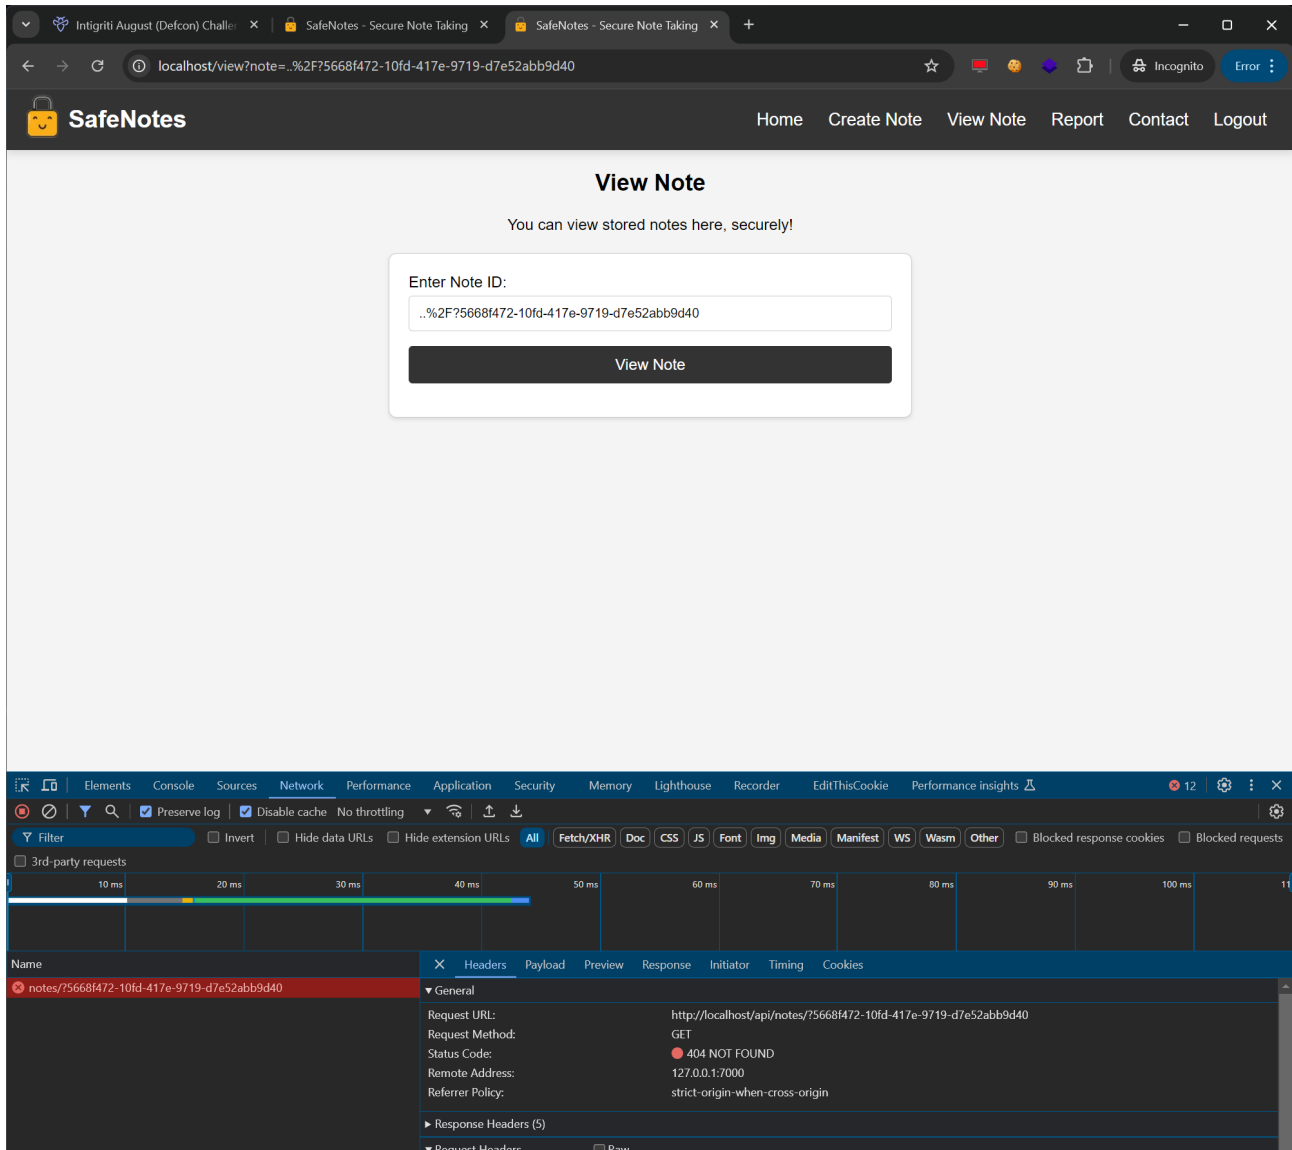 Intigriti August (Defcon) Challe
SafeNotes - Secure Note Taking
SafeNotes - Secure Note Taking
localhost/view?note=..%2F?5668f472-10fd-417e-9719-d7e52abb9d40
Incognito
Error
SafeNotes
Home Create Note View Note Report Contact Logout
View Note
You can view stored notes here, securely!
Enter Note ID:
..%2F?5668f472-10fd-417e-9719-d7e52abb9d40
View Note
Elements Console Sources Network Performance Application Security Memory Lighthouse Recorder EditThisCookie Performance insights 12
Preserve log Disable cache No throttling
Filter Invert Hide data URLs Hide extension URLs All Fetch/XHR Doc CSS JS Font Img Media Manifest WS Wasm Other Blocked response cookies Blocked requests
3rd-party requests
10 ms 20 ms 30 ms 40 ms 50 ms 60 ms 70 ms 80 ms 90 ms 100 ms 11
Name
Headers Payload Preview Response Initiator Timing Cookies
notes/?5668f472-10fd-417e-9719-d7e52abb9d40
General
Request URL: http://localhost/api/notes/?5668f472-10fd-417e-9719-d7e52abb9d40
Request Method: GET
Status Code: 404 NOT FOUND
Remote Address: 127.0.0.1:7000
Referrer Policy: strict-origin-when-cross-origin
Response Headers (5)
Request Headers Raw